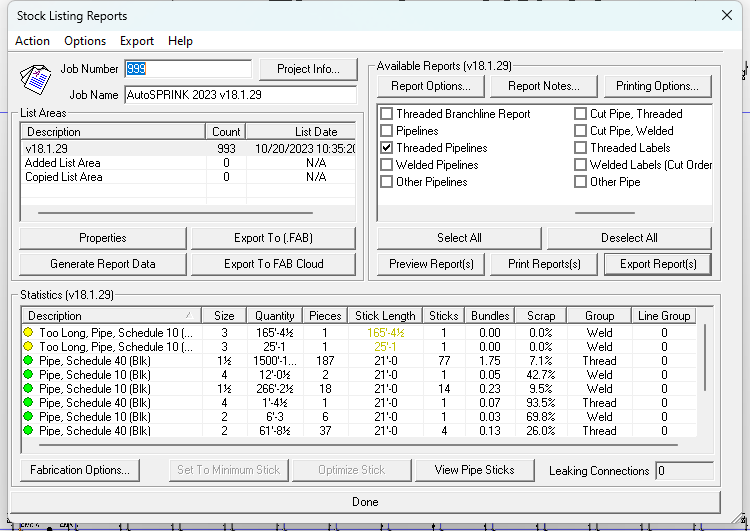 Stock Listing Reports
Action Options Export Help
Job Number 999 Project Info...
Job Name AutoSPRINK 2023 v18.1.29
List Areas
Description Count List Date
v18.1.29 993 10/20/2023 10:35:20
Added List Area 0 N/A
Copied List Area 0 N/A
Properties Export To (.FAB)
Generate Report Data Export To FAB Cloud
Available Reports (v18.1.29)
Report Options... Report Notes... Printing Options...
Threaded Branchline Report Cut Pipe, Threaded
Pipelines Cut Pipe, Welded
Threaded Pipelines Threaded Labels
Welded Pipelines Welded Labels (Cut Order
Other Pipelines Other Pipe
Select All Deselect All
Preview Report(s) Print Reports(s) Export Report(s)
Statistics (v18.1.29)
Description Size Quantity Pieces Stick Length Sticks Bundles Scrap Group Line Group
Too Long, Pipe, Schedule 10 (... 3 165'-4½ 1 165'-4½ 1 0.00 0.0% Weld 0
Too Long, Pipe, Schedule 10 (... 3 25'-1 1 25'-1 1 0.00 0.0% Weld 0
Pipe, Schedule 40 (Blk) 1½ 1500'-1... 187 21'-0 77 1.75 7.1% Thread 0
Pipe, Schedule 10 (Blk) 4 12'-0½ 2 21'-0 1 0.05 42.7% Weld 0
Pipe, Schedule 10 (Blk) 1½ 266'-2½ 18 21'-0 14 0.23 9.5% Weld 0
Pipe, Schedule 40 (Blk) 4 1'-4½ 1 21'-0 1 0.07 93.5% Thread 0
Pipe, Schedule 10 (Blk) 2 6'-3 6 21'-0 1 0.03 69.8% Weld 0
Pipe, Schedule 40 (Blk) 2 61'-8½ 37 21'-0 4 0.13 26.0% Thread 0
Fabrication Options... Set To Minimum Stick Optimize Stick View Pipe Sticks Leaking Connections 0
Done